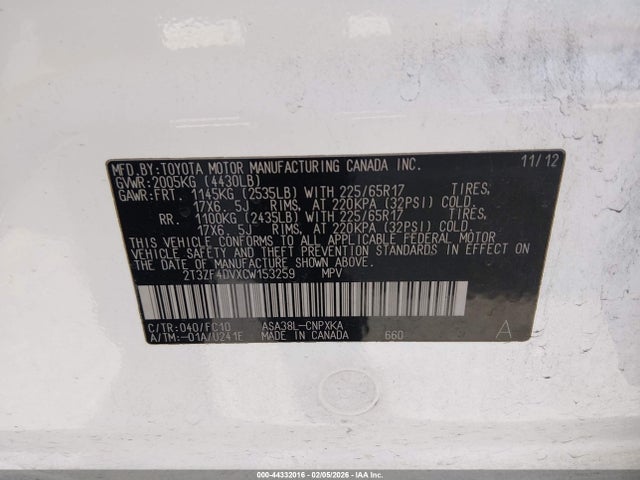 MFD.BY:TOYOTA MOTOR MANUFACTURING CANADA INC. 11/12
GVWR:2005KG (4430LB)
GAWR:FRT. 1145KG (2535LB) WITH 225/65R17 TIRES,
17X6.5J RIMS, AT 220KPA (32PSI) COLD.
RR. 1100KG (2435LB) WITH 225/65R17 TIRES,
17X6.5J RIMS, AT 220KPA (32PSI) COLD.
THIS VEHICLE CONFORMS TO ALL APPLICABLE FEDERAL MOTOR
VEHICLE SAFETY AND THEFT PREVENTION STANDARDS IN EFFECT
ON THE DATE OF MANUFACTURE SHOWN ABOVE.
2T3ZF4DVXCW153259 MPV
C/TR:040/FC10 ASA38L-CNPXKA
A/TM:-01A/U241E MADE IN CANADA 660 A
000-44332016 - 02/05/2026 - IAAI.COM